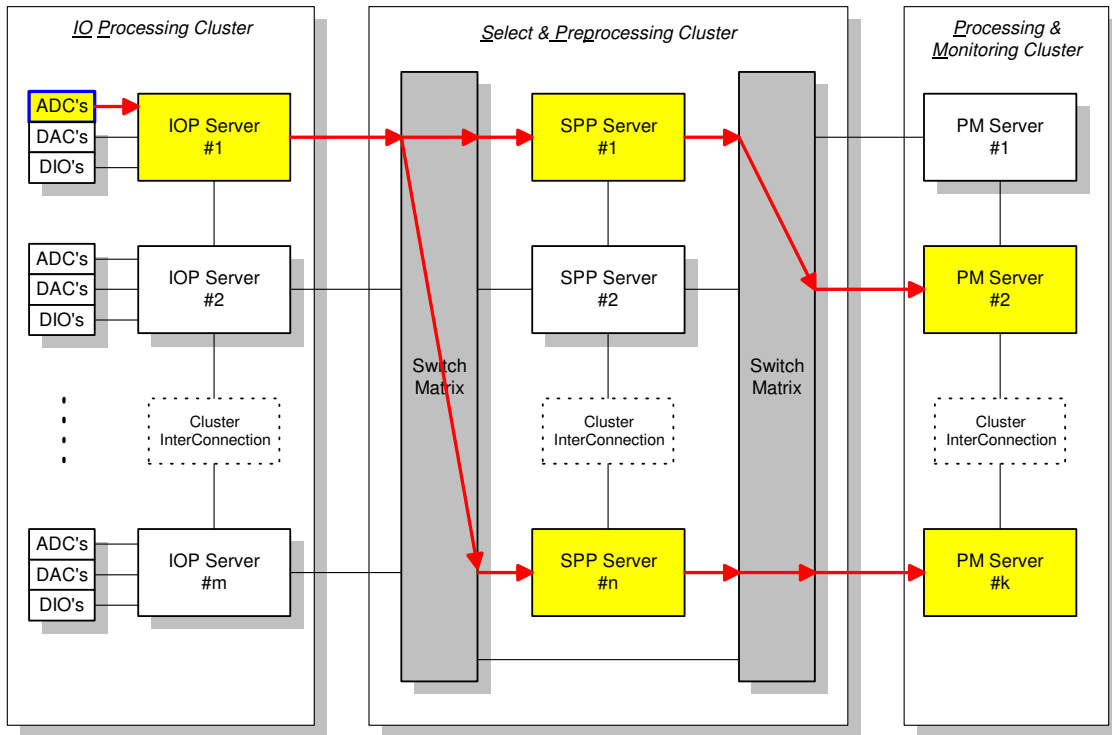 IO Processing Cluster
Select & Preprocessing Cluster
Processing &
Monitoring Cluster
ADC's
DAC's
DIO's
IOP Server
#1
SPP Server
#1
PM Server
#1
ADC's
DAC's
DIO's
IOP Server
#2
SPP Server
#2
PM Server
#2
Switch
Matrix
Switch
Matrix
Cluster
InterConnection
Cluster
InterConnection
Cluster
InterConnection
ADC's
DAC's
DIO's
IOP Server
#m
SPP Server
#n
PM Server
#k